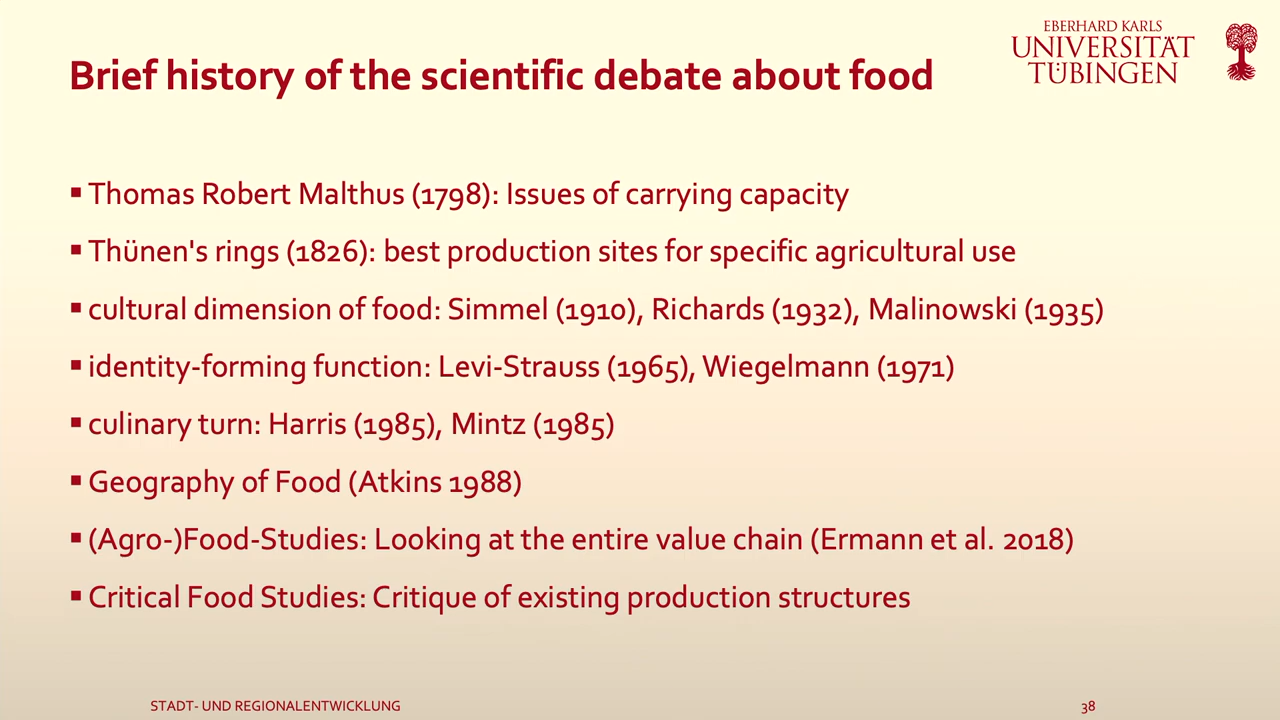 EBERHARD KARLS
UNIVERSITÄT
TÜBINGEN
Brief history of the scientific debate about food
▪ Thomas Robert Malthus (1798): Issues of carrying capacity
▪ Thünen's rings (1826): best production sites for specific agricultural use
▪ cultural dimension of food: Simmel (1910), Richards (1932), Malinowski (1935)
▪ identity-forming function: Levi-Strauss (1965), Wiegelmann (1971)
▪ culinary turn: Harris (1985), Mintz (1985)
▪ Geography of Food (Atkins 1988)
▪ (Agro-)Food-Studies: Looking at the entire value chain (Ermann et al. 2018)
▪ Critical Food Studies: Critique of existing production structures
STADT- UND REGIONALENTWICKLUNG
38